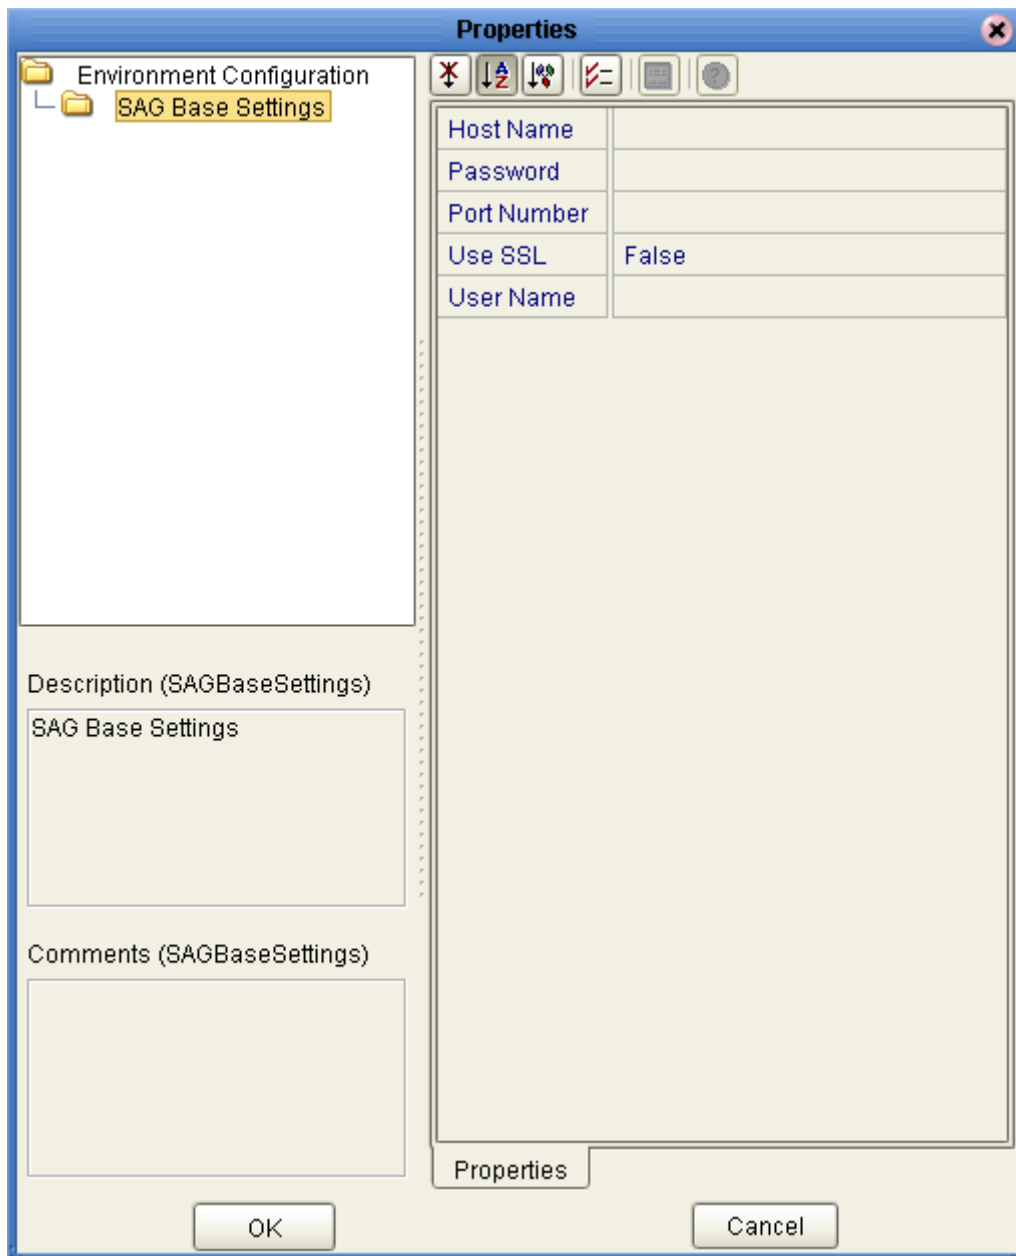 Properties
Environment Configuration
SAG Base Settings
Host Name
Password
Port Number
Use SSL False
User Name
Description (SAGBaseSettings)
SAG Base Settings
Comments (SAGBaseSettings)
Properties
OK Cancel